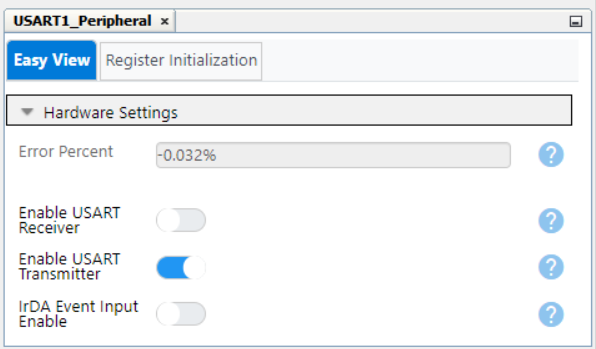 USART1_Peripheral ×
Easy View Register Initialization
Hardware Settings
Error Percent -0.032% ?
Enable USART
Receiver ?
Enable USART
Transmitter ?
IrDA Event Input
Enable ?